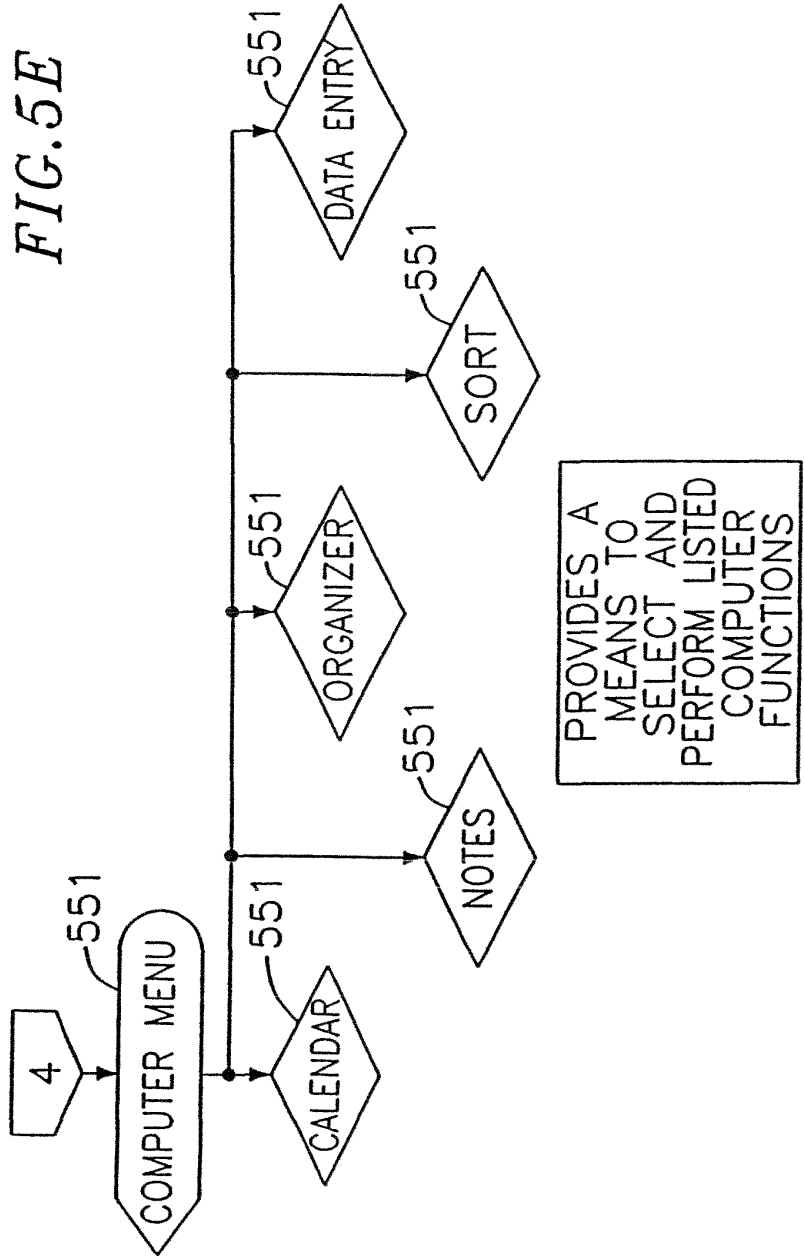 FIG.5E
4
551
COMPUTER MENU
551
CALENDAR
551
NOTES
551
ORGANIZER
551
SORT
551
DATA ENTRY
PROVIDES A
MEANS TO
SELECT AND
PERFORM LISTED
COMPUTER
FUNCTIONS